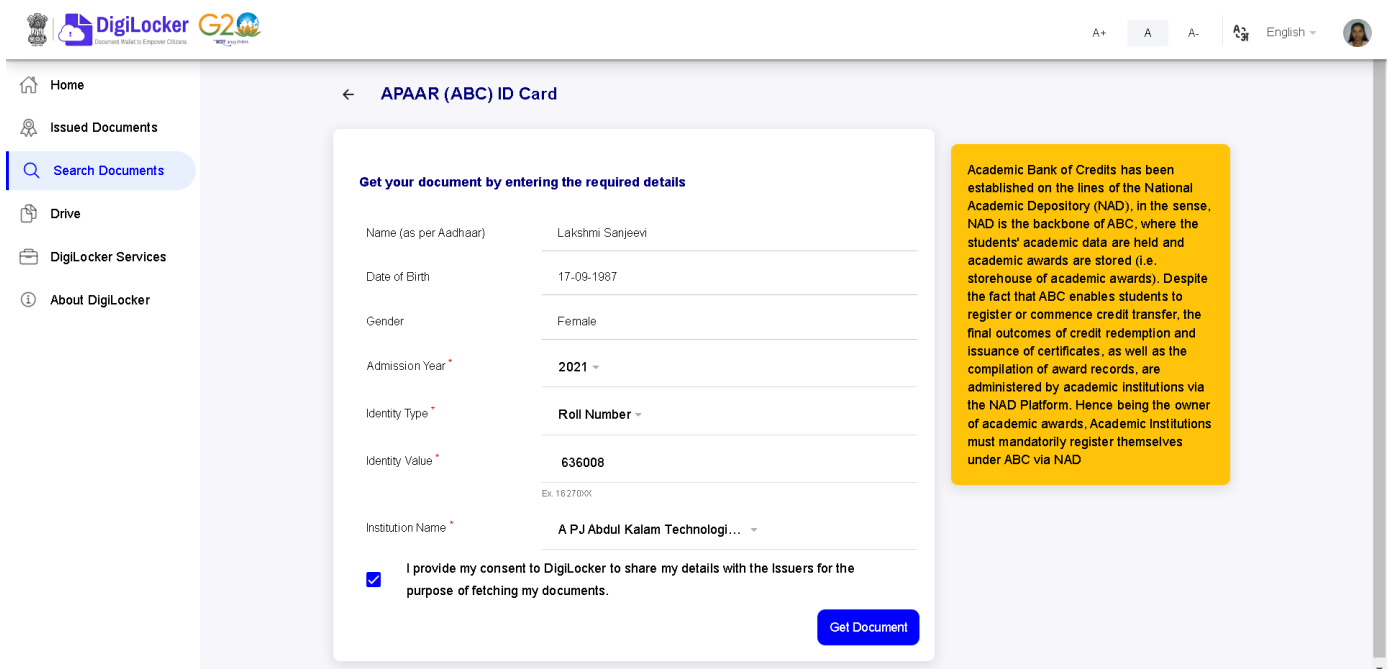 DigiLocker
Document Wallet to Empower Citizens
G20
A+
A
A-
English
Home
Issued Documents
Search Documents
Drive
DigiLocker Services
About DigiLocker
APAAR (ABC) ID Card
Get your document by entering the required details
Name (as per Aadhaar) Lakshmi Sanjeevi
Date of Birth 17-09-1987
Gender Female
Admission Year * 2021
Identity Type * Roll Number
Identity Value * 636008
Ex. 16270XX
Institution Name * A P J Abdul Kalam Technologi...
I provide my consent to DigiLocker to share my details with the Issuers for the
purpose of fetching my documents.
Get Document
Academic Bank of Credits has been
established on the lines of the National
Academic Depository (NAD), in the sense,
NAD is the backbone of ABC, where the
students' academic data are held and
academic awards are stored (i.e.
storehouse of academic awards). Despite
the fact that ABC enables students to
register or commence credit transfer, the
final outcomes of credit redemption and
issuance of certificates, as well as the
compilation of award records, are
administered by academic institutions via
the NAD Platform. Hence being the owner
of academic awards, Academic Institutions
must mandatorily register themselves
under ABC via NAD